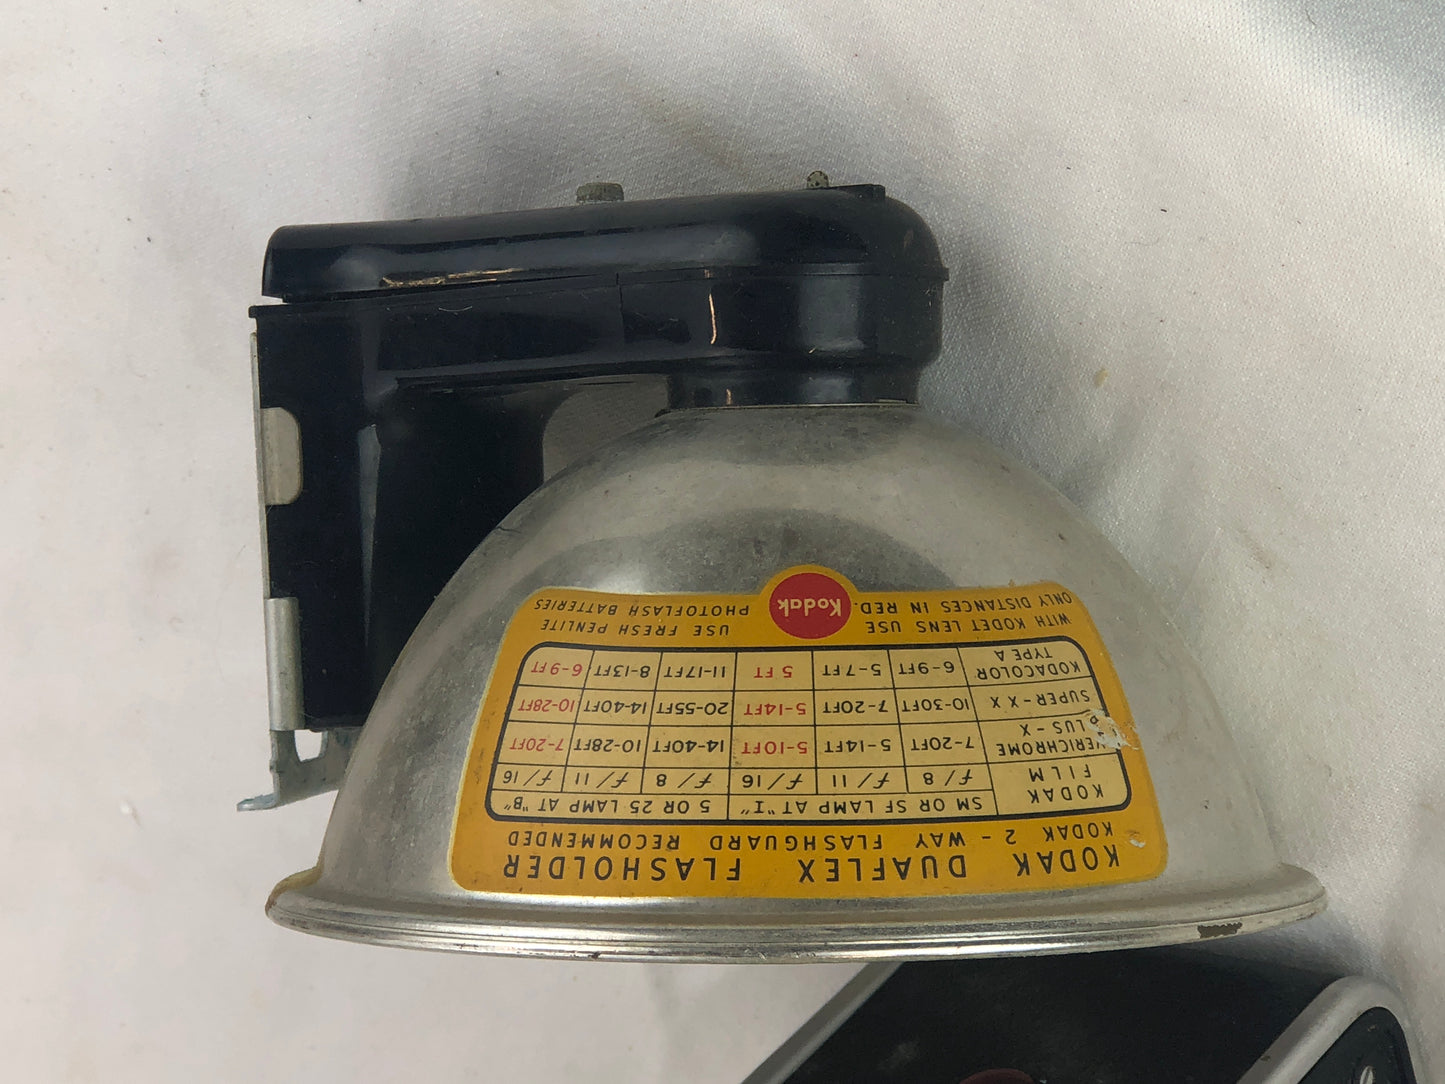 KODAK DUAFLEX FLASHOLDER
KODAK 2-WAY FLASHGUARD RECOMMENDED
KODAK FILM SM OR SF LAMP AT "I" 5 OR 25 LAMP AT "B"
f/8 f/11 f/16 f/8 f/11 f/16
VERICHROME PLUS-X 7-20FT 5-14FT 5-10FT 14-40FT 10-28FT 7-20FT
SUPER-XX 10-30FT 7-20FT 5-14FT 20-55FT 14-40FT 10-28FT
KODACOLOR TYPE A 6-9FT 5-7FT 5 FT 11-17FT 8-13FT 6-9FT
WITH KODET LENS USE ONLY DISTANCES IN RED.
Kodak
USE FRESH PENLITE PHOTOFLASH BATTERIES